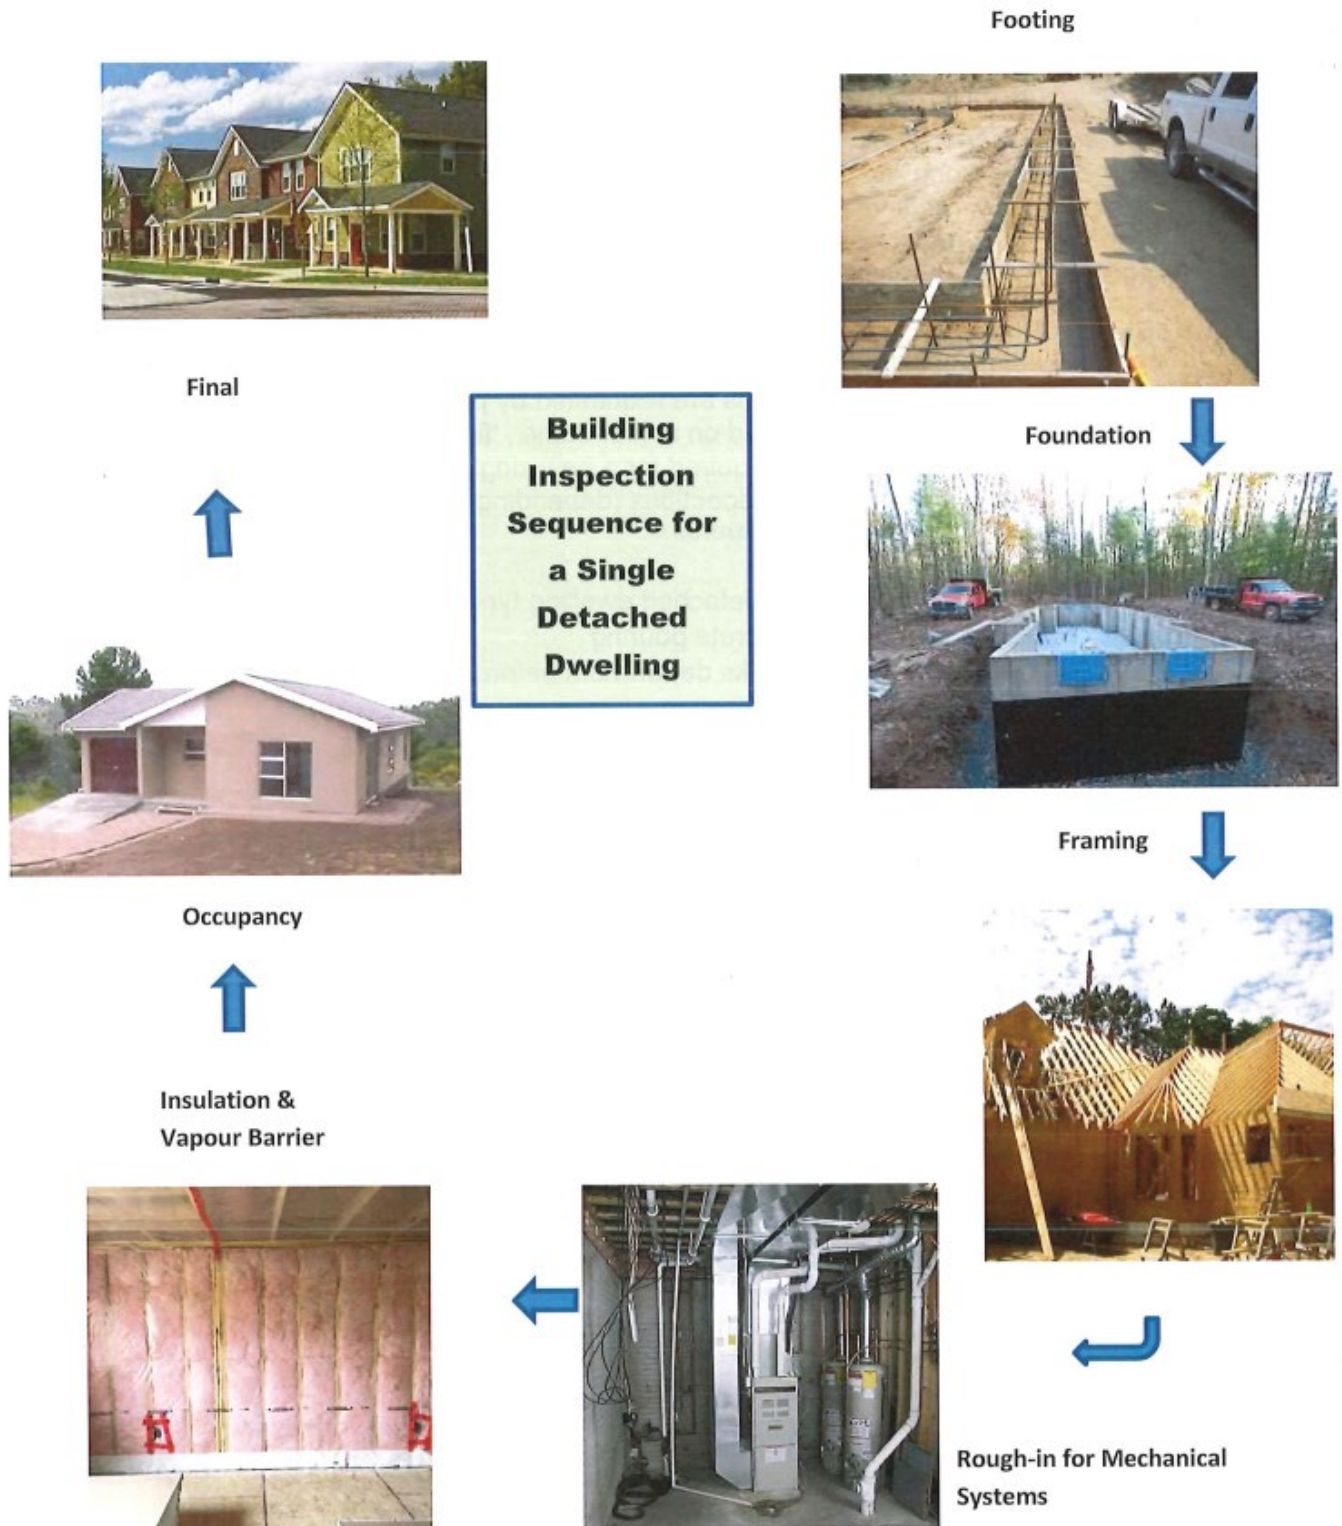 Footing
Final
Building
Inspection
Sequence for
a Single
Detached
Dwelling
Foundation
Framing
Occupancy
Insulation &
Vapour Barrier
Rough-in for Mechanical
Systems